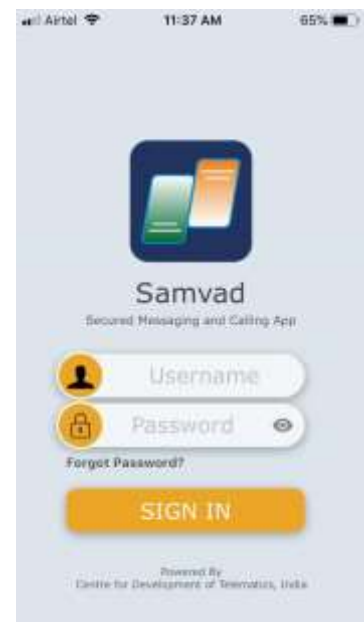 Airtel 11:37 AM 65%
Samvad
Secured Messaging and Calling App
Username
Password
Forgot Password?
SIGN IN
Powered By
Centre for Development of Telematics, India